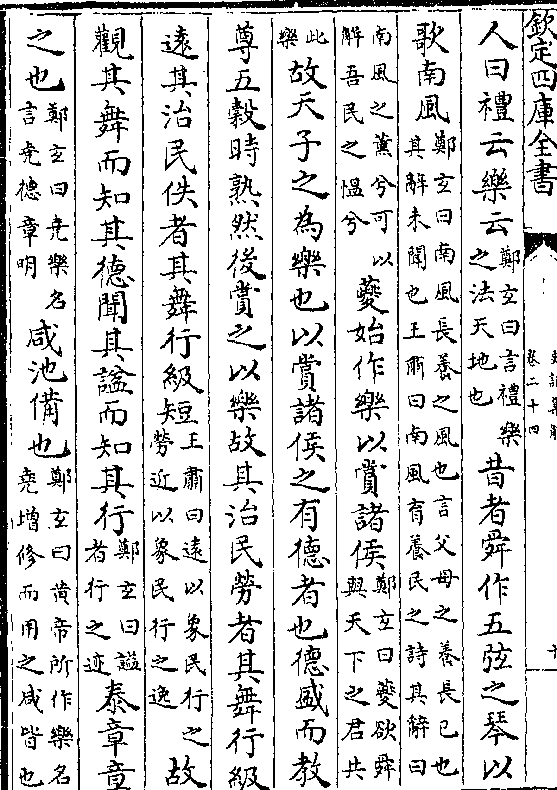 欽定四庫全書
卷二十四
人曰禮云樂云鄭玄曰言禮樂之法天地也昔者舜作五弦之琴以
歌南風鄭玄曰南風長養之風也言父母之養長已也其解未聞也王肅曰南風育養民之詩其解曰
南風之薫兮可以解吾民之慍兮夔始作樂以賞諸侯鄭玄曰夔欲舜與天下之君共
此樂故天子之為樂也以賞諸侯之有德者也德盛而教
尊五榖時熟然後賞之以樂故其治民勞者其舞行級
遠其治民佚者其舞行級短王肅曰遠以象民行之勞近以象民行之逸故
觀其舞而知其德聞其諡而知其行鄭玄曰諡者行之迹泰章章
之也鄭玄曰堯樂名言堯德章明咸池備也鄭玄曰黄帝所作樂名堯增修而用之咸皆也